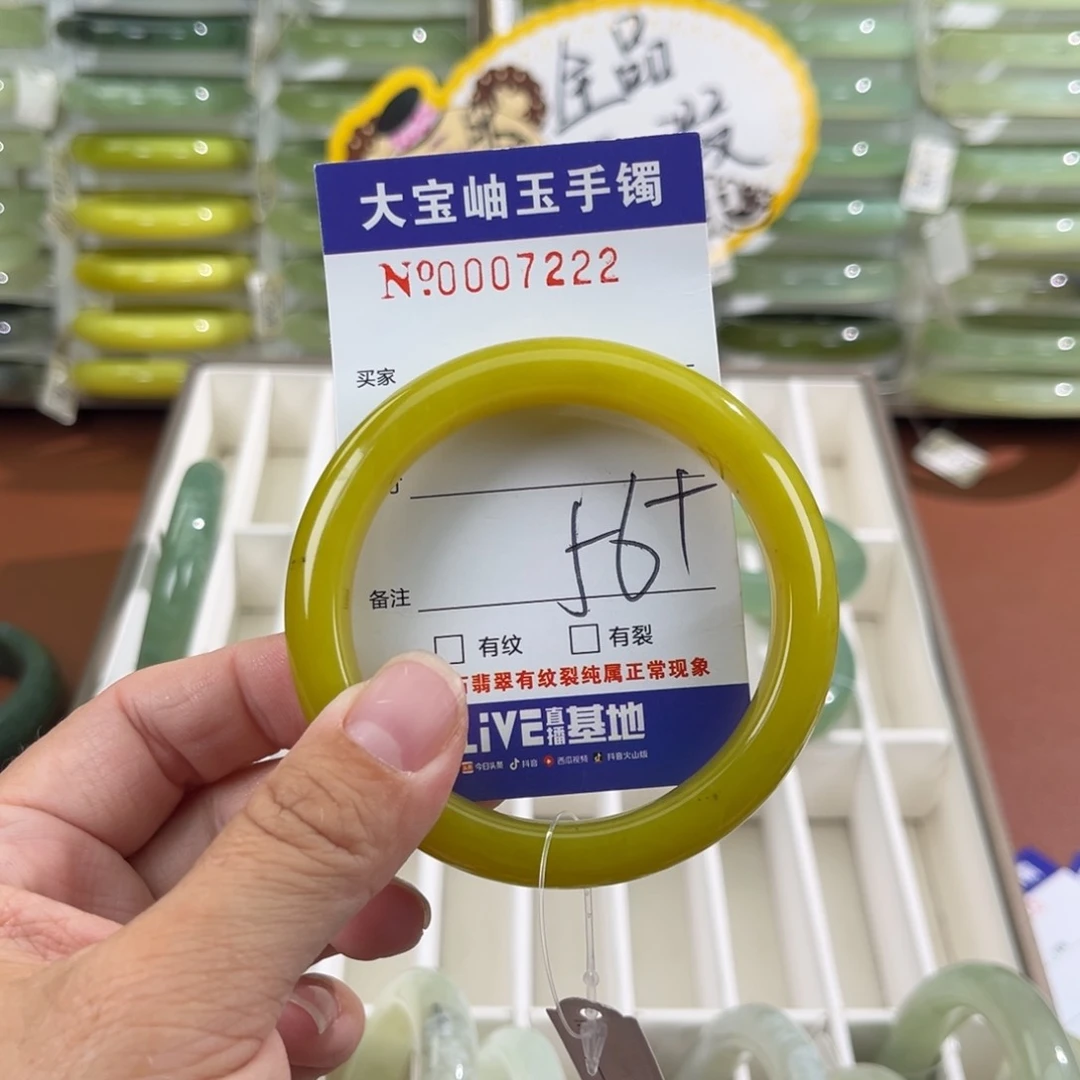 全品
大宝岫玉手镯
Nº0007222
买家
56+
备注
有纹 有裂
翡翠有纹裂纯属正常现象
LiVE直播基地
今日头条 抖音 西瓜视频 抖音火山版